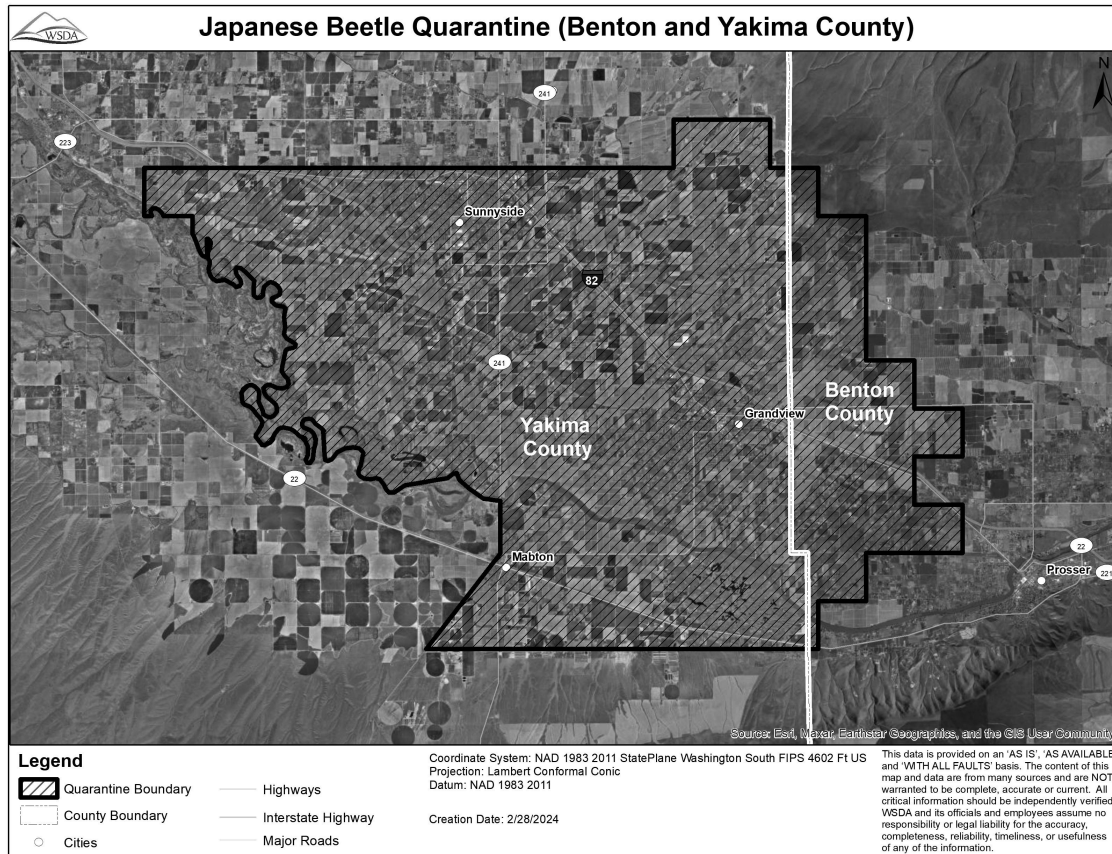 WSDA
Japanese Beetle Quarantine (Benton and Yakima County)
N
241
223
Sunnyside
82
241
Benton
County
Grandview
Yakima
County
22
Mabton
22
221
Prosser
Source: Esri, Maxar, Earthstar Geographics, and the GIS User Community
Legend
Quarantine Boundary
County Boundary
Cities
Highways
Interstate Highway
Major Roads
Coordinate System: NAD 1983 2011 StatePlane Washington South FIPS 4602 Ft US
Projection: Lambert Conformal Conic
Datum: NAD 1983 2011
Creation Date: 2/28/2024
This data is provided on an 'AS IS', 'AS AVAILABLE'
and 'WITH ALL FAULTS' basis. The content of this
map and data are from many sources and are NOT
warranted to be complete, accurate or current. All
critical information should be independently verified.
WSDA and its officials and employees assume no
responsibility or legal liability for the accuracy,
completeness, reliability, timeliness, or usefulness
of any of the information.